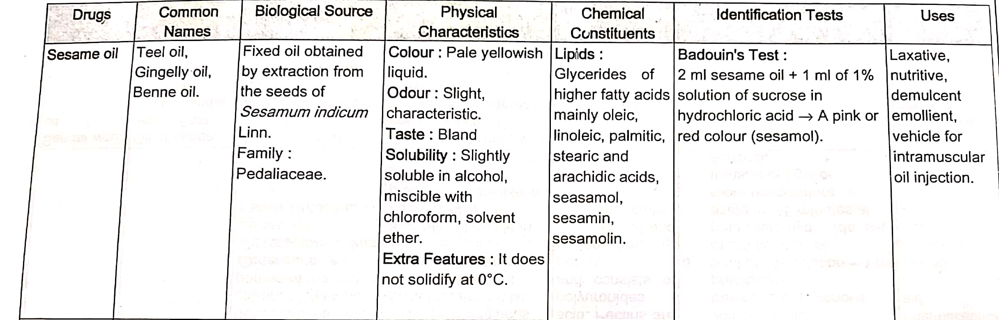 Drugs
Common
Names
Biological Source
Physical
Characteristics
Chemical
Constituents
Identification Tests
Uses
Sesame oil
Teel oil,
Gingelly oil,
Benne oil.
Fixed oil obtained
by extraction from
the seeds of
Sesamum indicum
Linn.
Family :
Pedaliaceae.
Colour : Pale yellowish
liquid.
Odour : Slight,
characteristic.
Taste : Bland
Solubility : Slightly
soluble in alcohol,
miscible with
chloroform, solvent
ether.
Extra Features : It does
not solidify at 0°C.
Lipids :
Glycerides of
higher fatty acids
mainly oleic,
linoleic, palmitic,
stearic and
arachidic acids,
seasamol,
sesamin,
sesamolin.
Badouin's Test :
2 ml sesame oil + 1 ml of 1%
solution of sucrose in
hydrochloric acid → A pink or
red colour (sesamol).
Laxative,
nutritive,
demulcent
emollient,
vehicle for
intramuscular
oil injection.